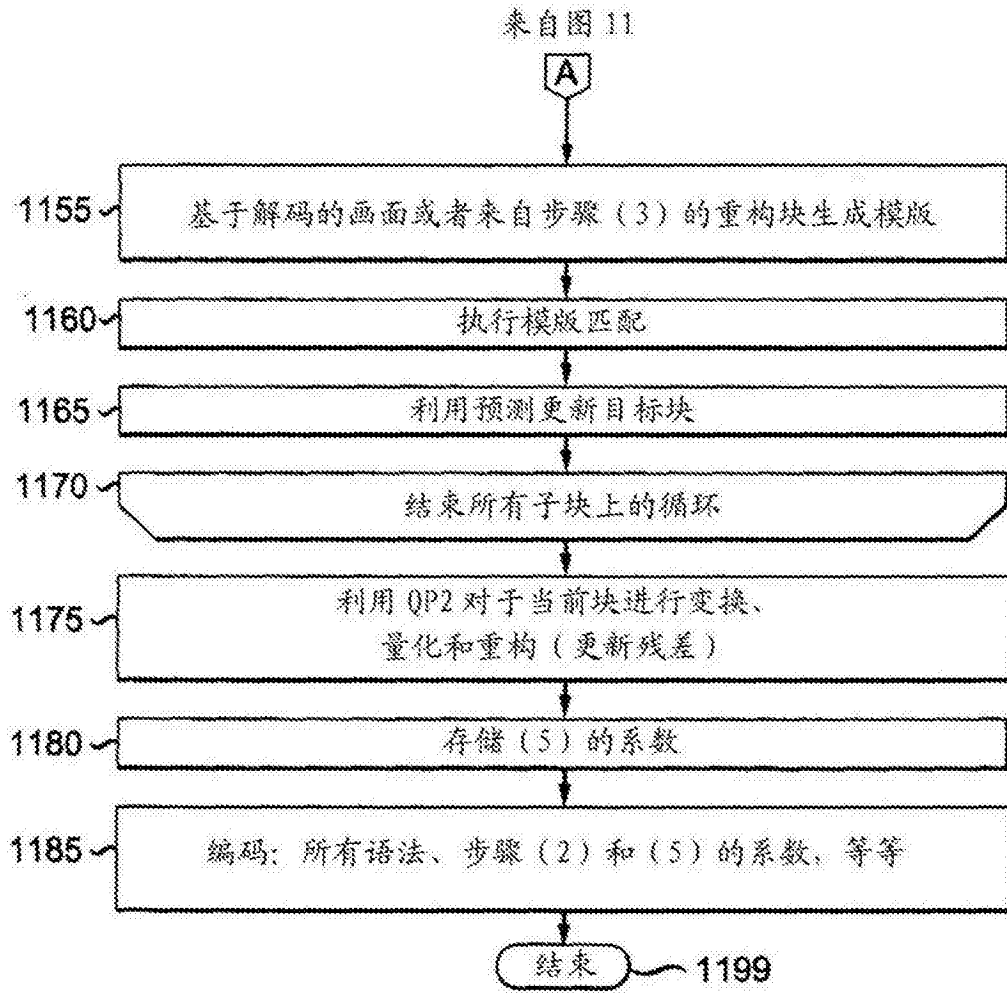 来自图 11
A
1155
基于解码的画面或者来自步骤（3）的重构块生成模版
1160
执行模版匹配
1165
利用预测更新目标块
1170
结束所有子块上的循环
1175
利用 QP2 对于当前块进行变换、
量化和重构（更新残差）
1180
存储（5）的系数
1185
编码：所有语法、步骤（2）和（5）的系数、等等
结束
1199